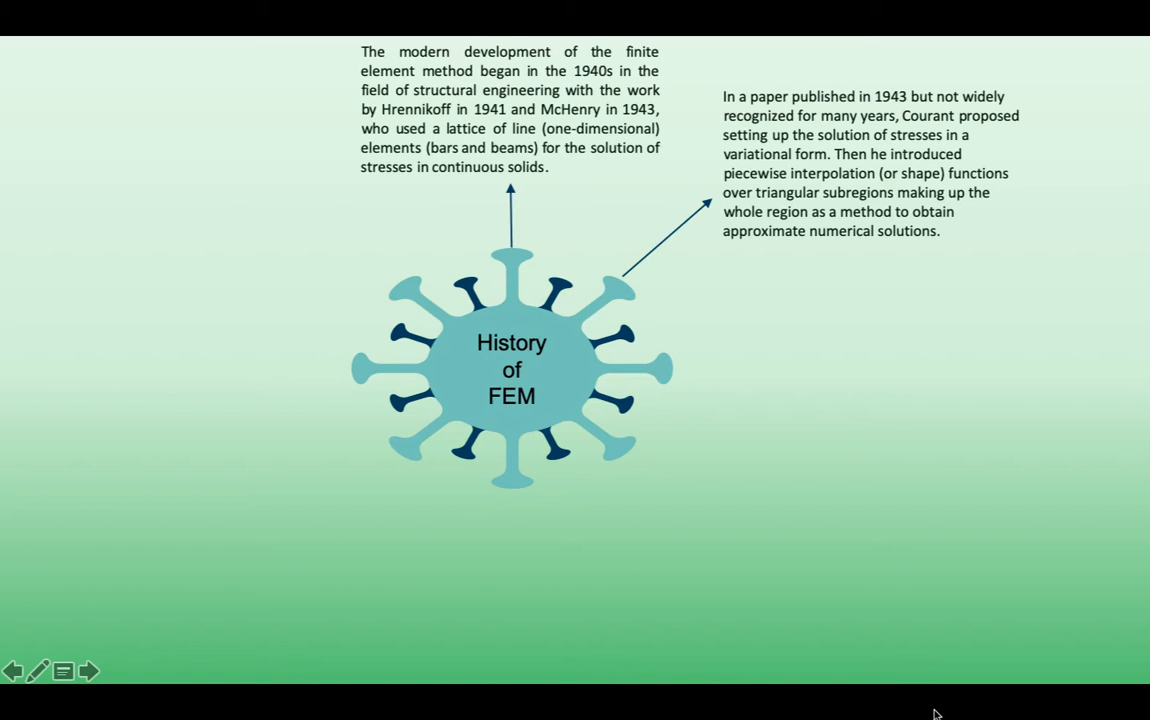 The modern development of the finite
element method began in the 1940s in the
field of structural engineering with the work
by Hrennikoff in 1941 and McHenry in 1943,
who used a lattice of line (one-dimensional)
elements (bars and beams) for the solution of
stresses in continuous solids.
In a paper published in 1943 but not widely
recognized for many years, Courant proposed
setting up the solution of stresses in a
variational form. Then he introduced
piecewise interpolation (or shape) functions
over triangular subregions making up the
whole region as a method to obtain
approximate numerical solutions.
History
of
FEM